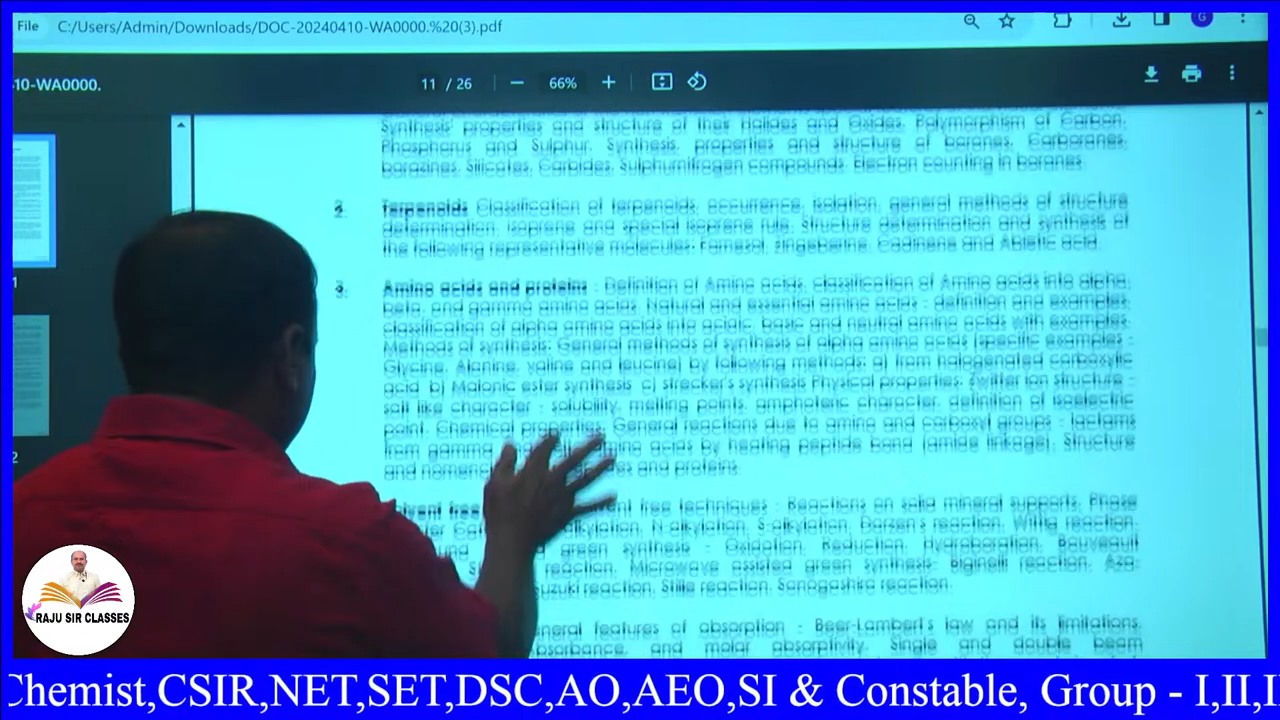 File C:/Users/Admin/Downloads/DOC-20240410-WA0000.%20(3).pdf
10-WA0000. 11 / 26 66%
Synthesis, properties and structure of their Halides and Oxides, Polymorphism of Carbon,
Phosphorus and Sulphur, Synthesis, properties and structure of boranes, Carboranes,
borazines, Silicates, Carbides, Sulphurnitrogen compounds. Electron counting in boranes
2. Terpenoids Classification of terpenoids, occurrence, isolation, general methods of structure
determination, isoprene and special isoprene rule. Structure determination and synthesis of
the following representative molecules: Farnesol, zingeberine, Cadinene and Abietic acid.
3. Amino acids and proteins : Definition of Amino acids, classification of Amino acids into alpha,
beta, and gamma amino acids. Natural and essential amino acids : definition and examples,
classification of alpha amino acids into acidic, basic and neutral amino acids with examples.
Methods of synthesis: General methods of synthesis of alpha amino acids (specific examples :
Glycine, Alanine, valine and leucine) by following methods: a) from halogenated carboxylic
acid b) Malonic ester synthesis c) strecker's synthesis Physical properties: Zwitter ion structure -
salt like character : solubility, melting points, amphoteric character, definition of isoelectric
point. Chemical properties: General reactions due to amino and carboxyl groups : lactams
from gamma amino acids by heating peptide bond (amide linkage). Structure
and and proteins.
free free techniques : Reactions on solid mineral supports, Phase
alkylation, N-alkylation, S-alkylation, Darzen's reaction, Wittig reaction,
green synthesis : Oxidation, Reduction, Hydroboration, Bouveault
reaction, Microwave assisted green synthesis: Biginelli reaction, Aza-
reaction, Stille reaction, Sonogashira reaction.
features of absorption : Beer-Lambert's law and its limitations,
and molar absorptivity. Single and double beam
1
2
RAJU SIR CLASSES
Chemist,CSIR,NET,SET,DSC,AO,AEO,SI & Constable, Group - I,II,I